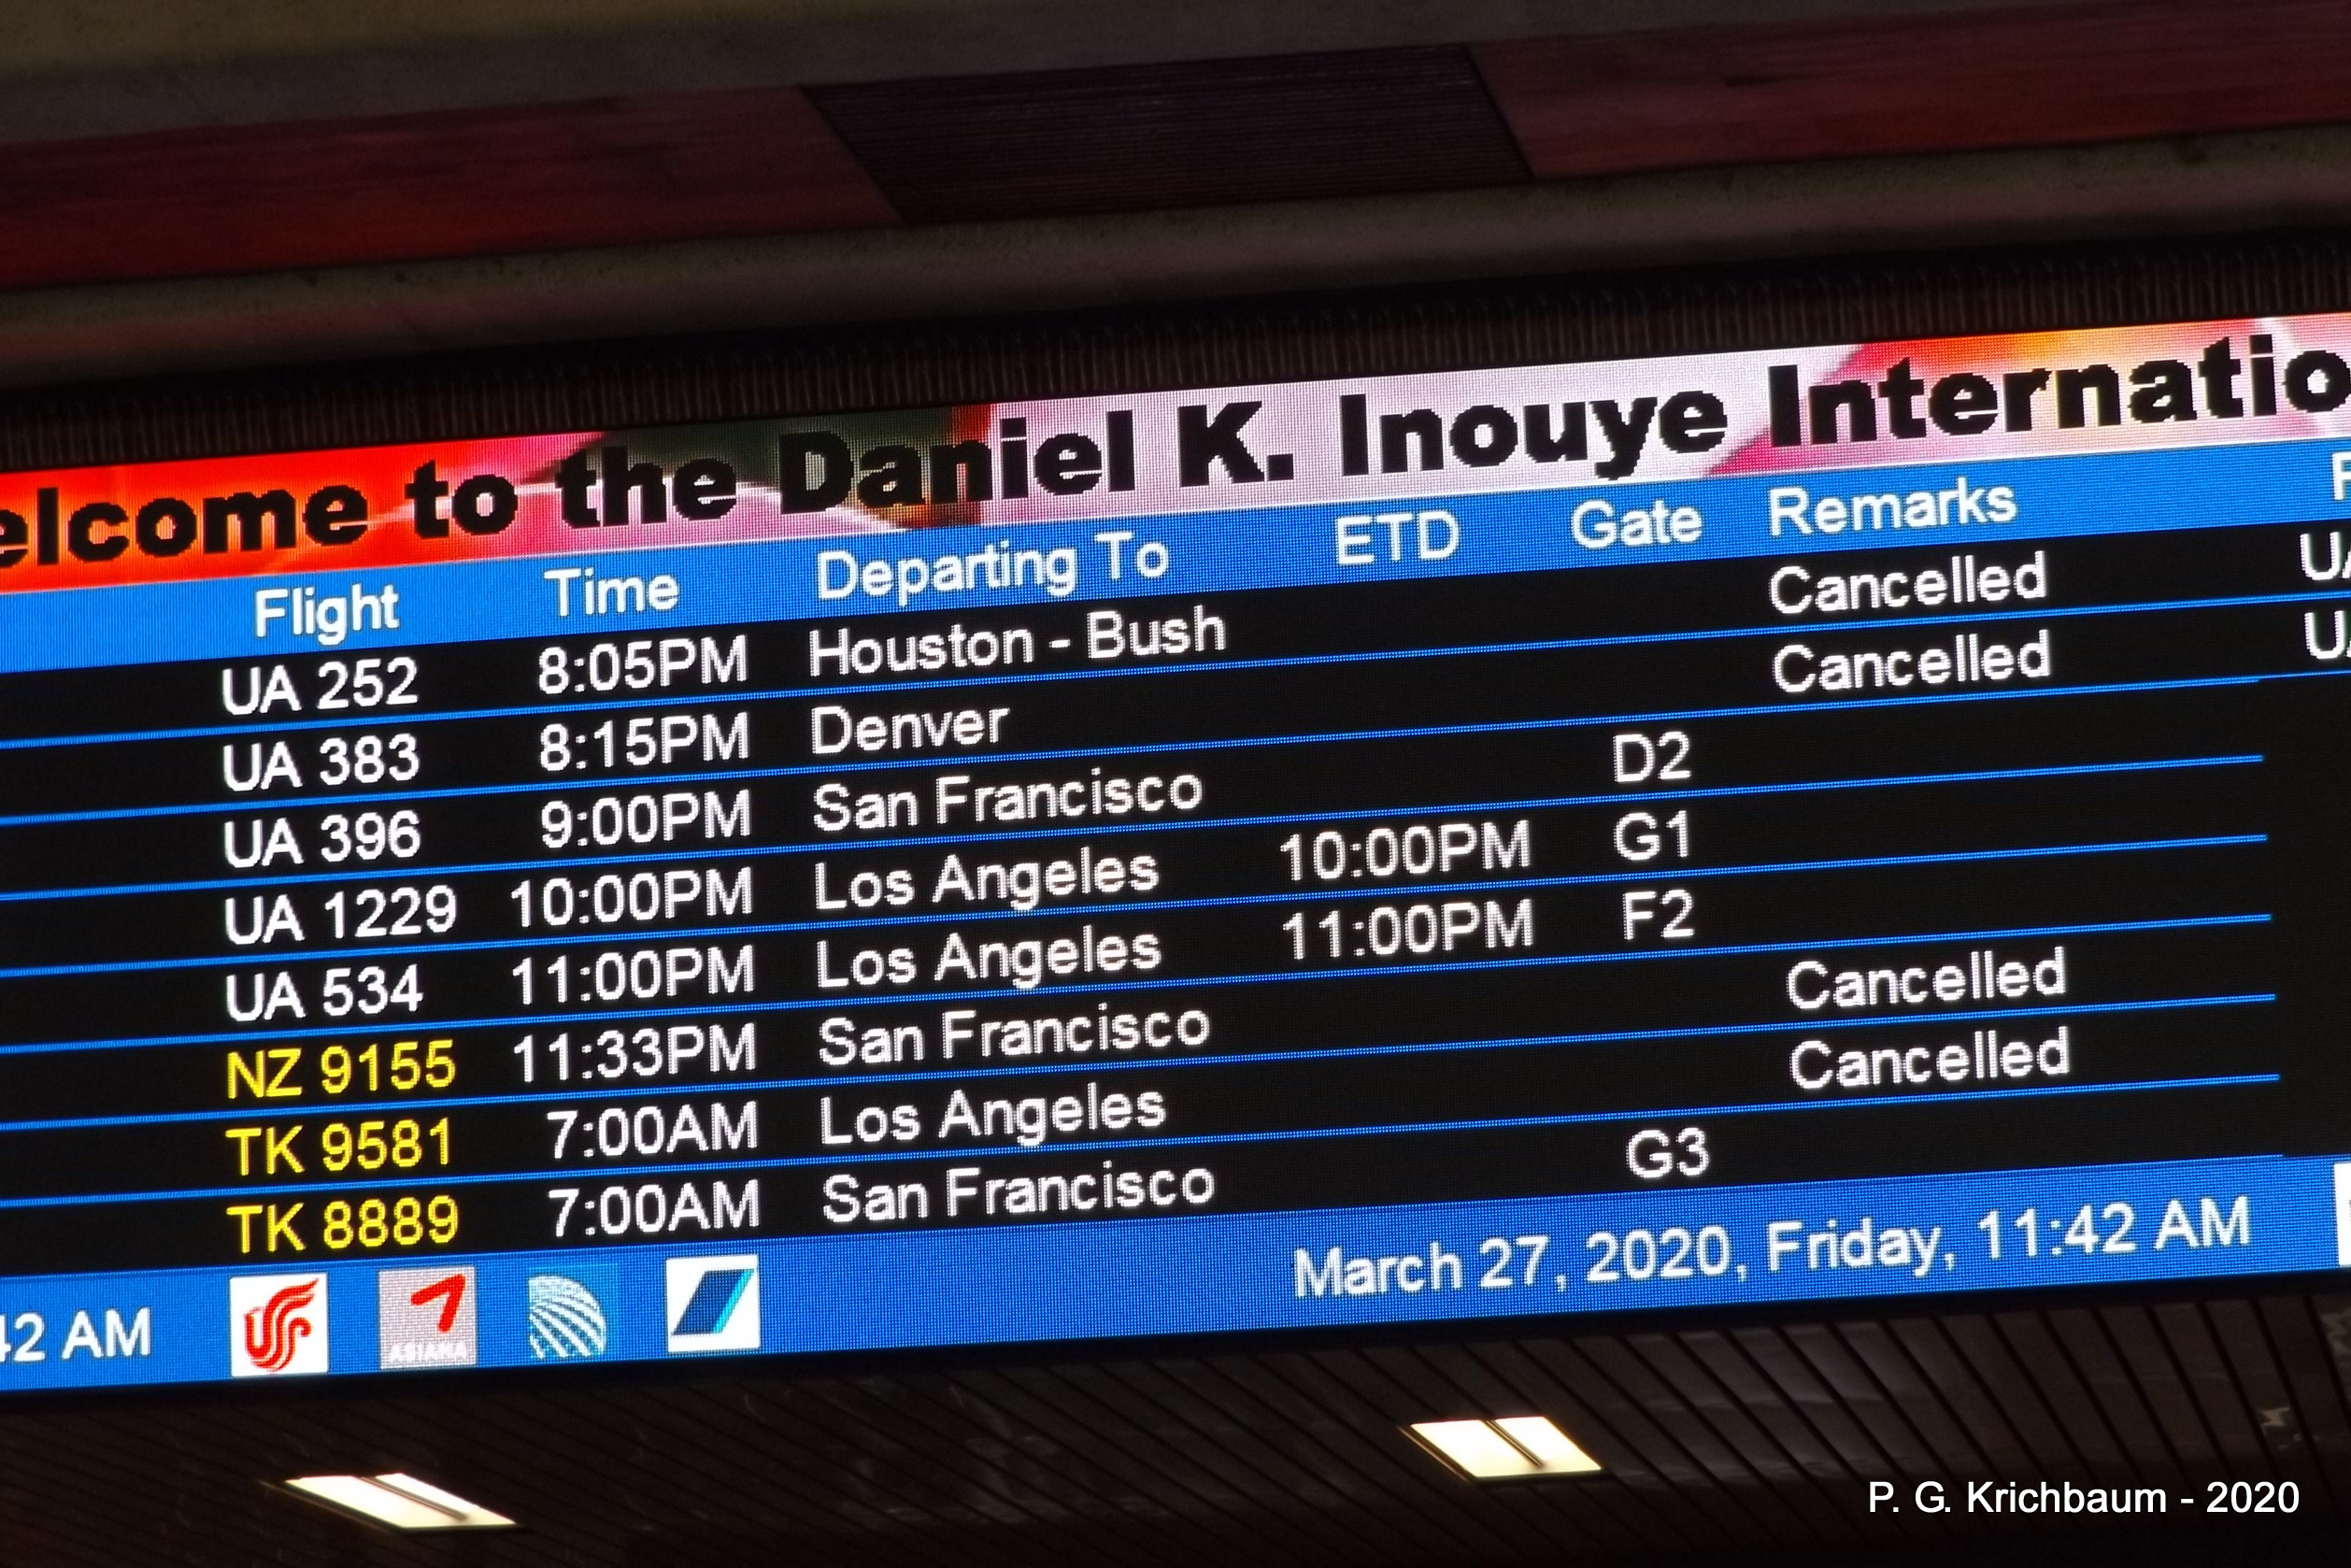 elcome to the Daniel K. Inouye Internatio
Flight Time Departing To ETD Gate Remarks
UA 252 8:05PM Houston - Bush Cancelled UA
UA 383 8:15PM Denver Cancelled UA
UA 396 9:00PM San Francisco D2
UA 1229 10:00PM Los Angeles 10:00PM G1
UA 534 11:00PM Los Angeles 11:00PM F2
NZ 9155 11:33PM San Francisco Cancelled
TK 9581 7:00AM Los Angeles Cancelled
TK 8889 7:00AM San Francisco G3
42 AM ASIANA March 27, 2020, Friday, 11:42 AM
P. G. Krichbaum - 2020